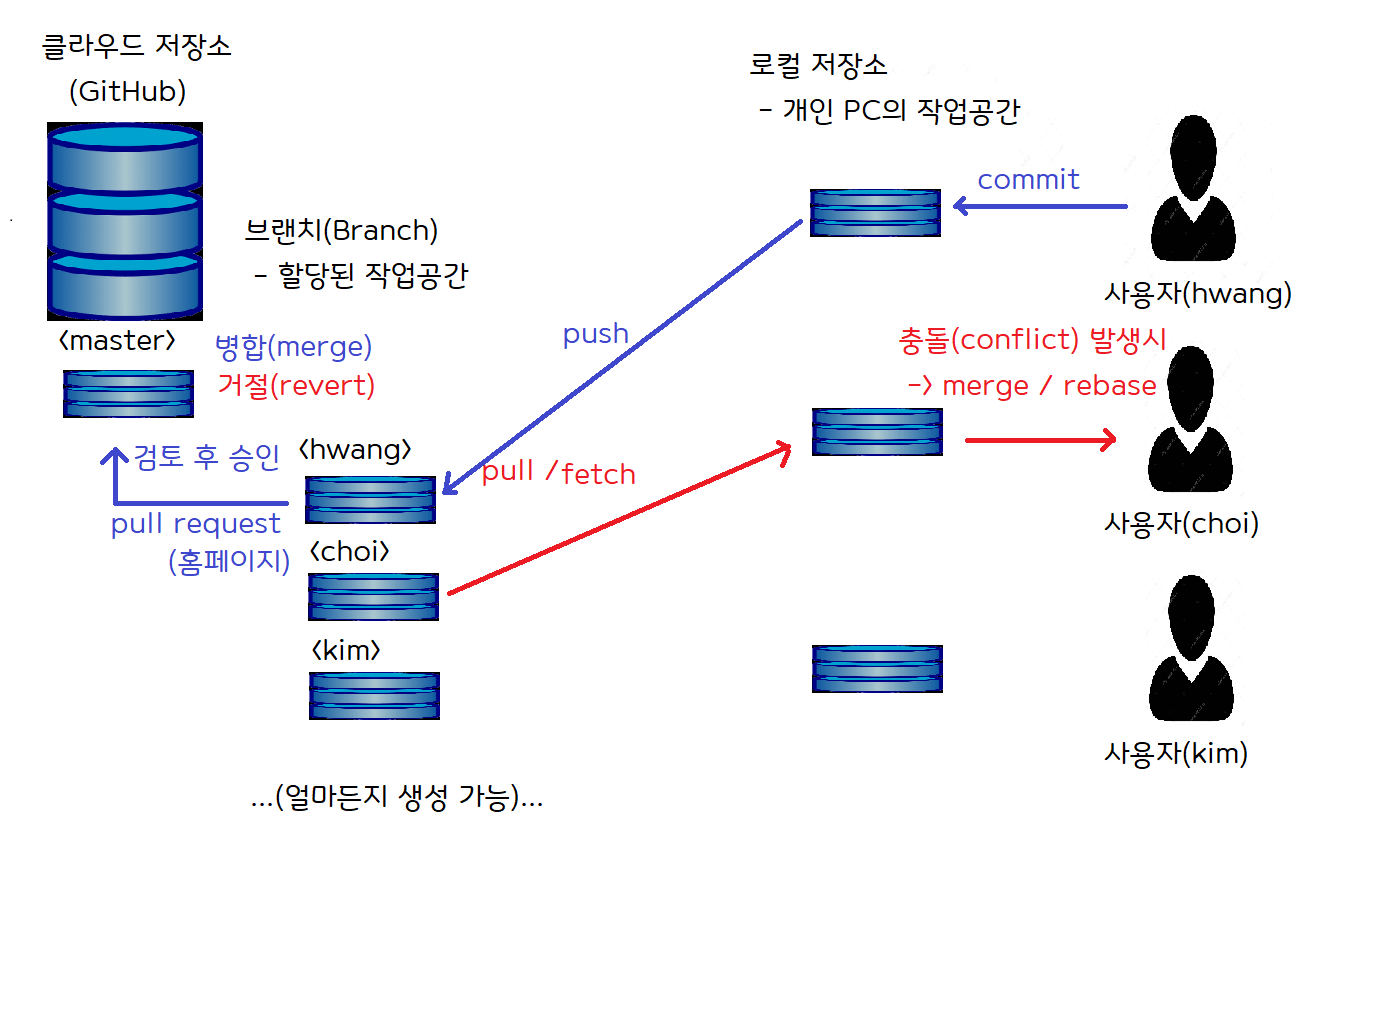 클라우드 저장소
(GitHub)
<master>
브랜치(Branch)
- 할당된 작업공간
병합(merge)
거절(revert)
검토 후 승인
pull request
(홈페이지)
<hwang>
<choi>
<kim>
...(얼마든지 생성 가능)...
push
pull / fetch
로컬 저장소
- 개인 PC의 작업공간
commit
사용자(hwang)
충돌(conflict) 발생시
-> merge / rebase
사용자(choi)
사용자(kim)